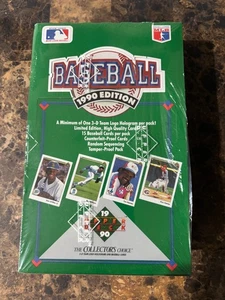 BASEBALL
1990 EDITION
A Minimum of One 3-D Team Logo Hologram per pack!
Limited Edition, High Quality Cards
15 Baseball Cards per pack
Counterfeit-Proof Cards
Random Sequencing
Tamper-Proof Pack
19
90
THE COLLECTOR'S CHOICE